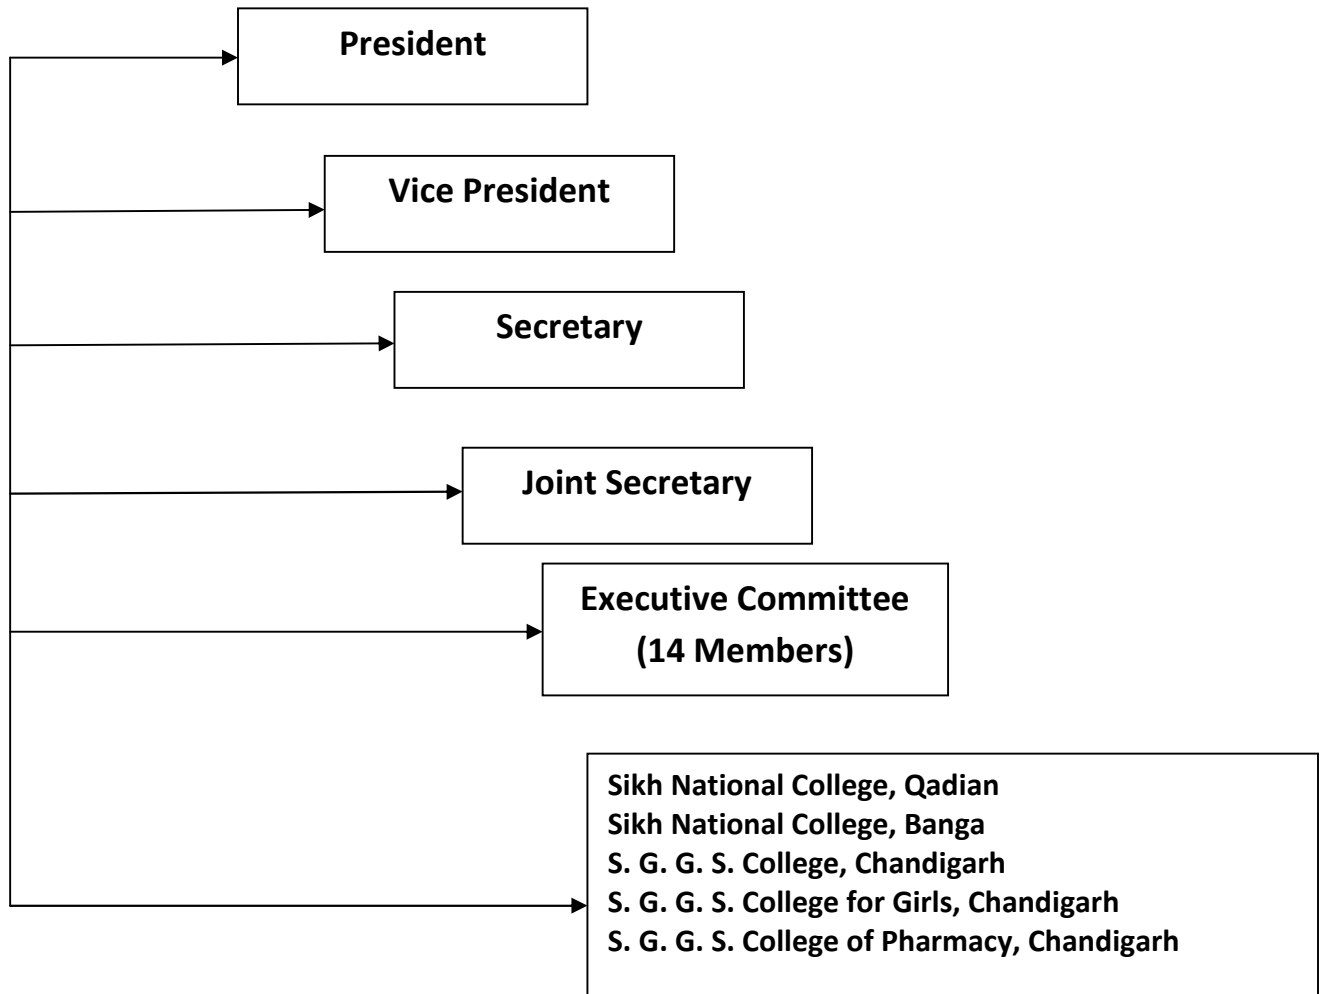 President
Vice President
Secretary
Joint Secretary
Executive Committee
(14 Members)
Sikh National College, Qadian
Sikh National College, Banga
S. G. G. S. College, Chandigarh
S. G. G. S. College for Girls, Chandigarh
S. G. G. S. College of Pharmacy, Chandigarh